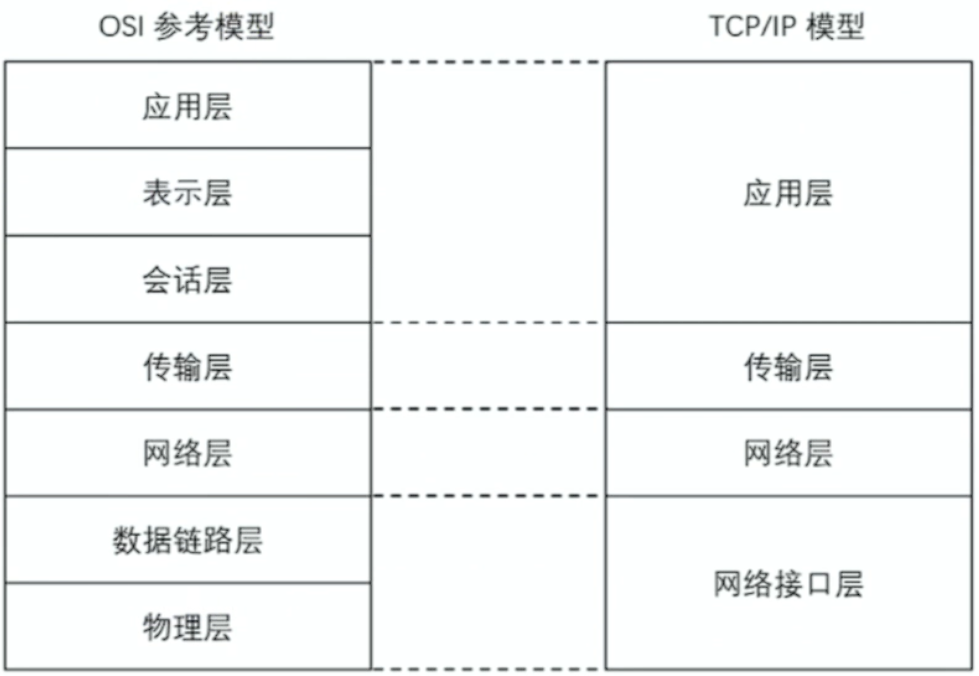 OSI 参考模型
TCP/IP 模型
应用层
表示层
会话层
传输层
网络层
数据链路层
物理层
应用层
传输层
网络层
网络接口层